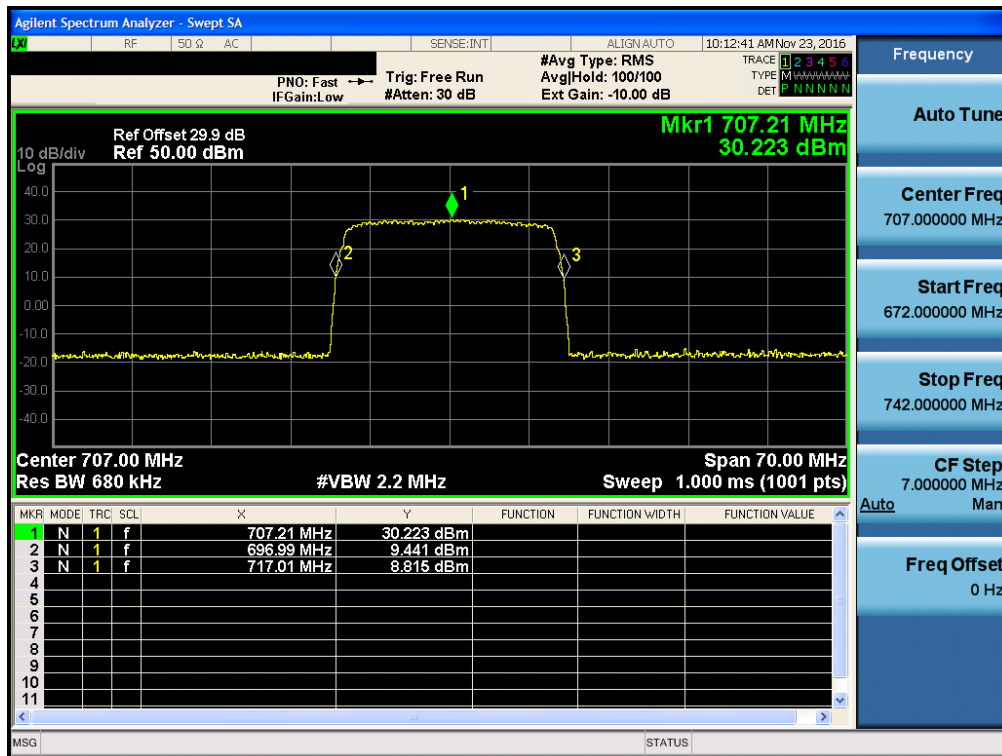 Agilent Spectrum Analyzer - Swept SA
LXI RF 50 Ω AC SENSE:INT ALIGN AUTO 10:12:41 AM Nov 23, 2016
PNO: Fast
IFGain:Low
Trig: Free Run
#Atten: 30 dB
#Avg Type: RMS
Avg|Hold: 100/100
Ext Gain: -10.00 dB
TRACE 1 2 3 4 5 6
TYPE M WWWWW
DET P N N N N N
10 dB/div
Log
Ref Offset 29.9 dB
Ref 50.00 dBm
Mkr1 707.21 MHz
30.223 dBm
40.0
30.0
20.0
10.0
0.00
-10.0
-20.0
-30.0
-40.0
1
2
3
Center 707.00 MHz Span 70.00 MHz
Res BW 680 kHz #VBW 2.2 MHz Sweep 1.000 ms (1001 pts)
MKR MODE TRC SCL X Y FUNCTION FUNCTION WIDTH FUNCTION VALUE
1 N 1 f 707.21 MHz 30.223 dBm
2 N 1 f 696.99 MHz 9.441 dBm
3 N 1 f 717.01 MHz 8.815 dBm
4
5
6
7
8
9
10
11
MSG STATUS
Frequency
Auto Tune
Center Freq
707.000000 MHz
Start Freq
672.000000 MHz
Stop Freq
742.000000 MHz
CF Step
7.000000 MHz
Auto Man
Freq Offset
0 Hz